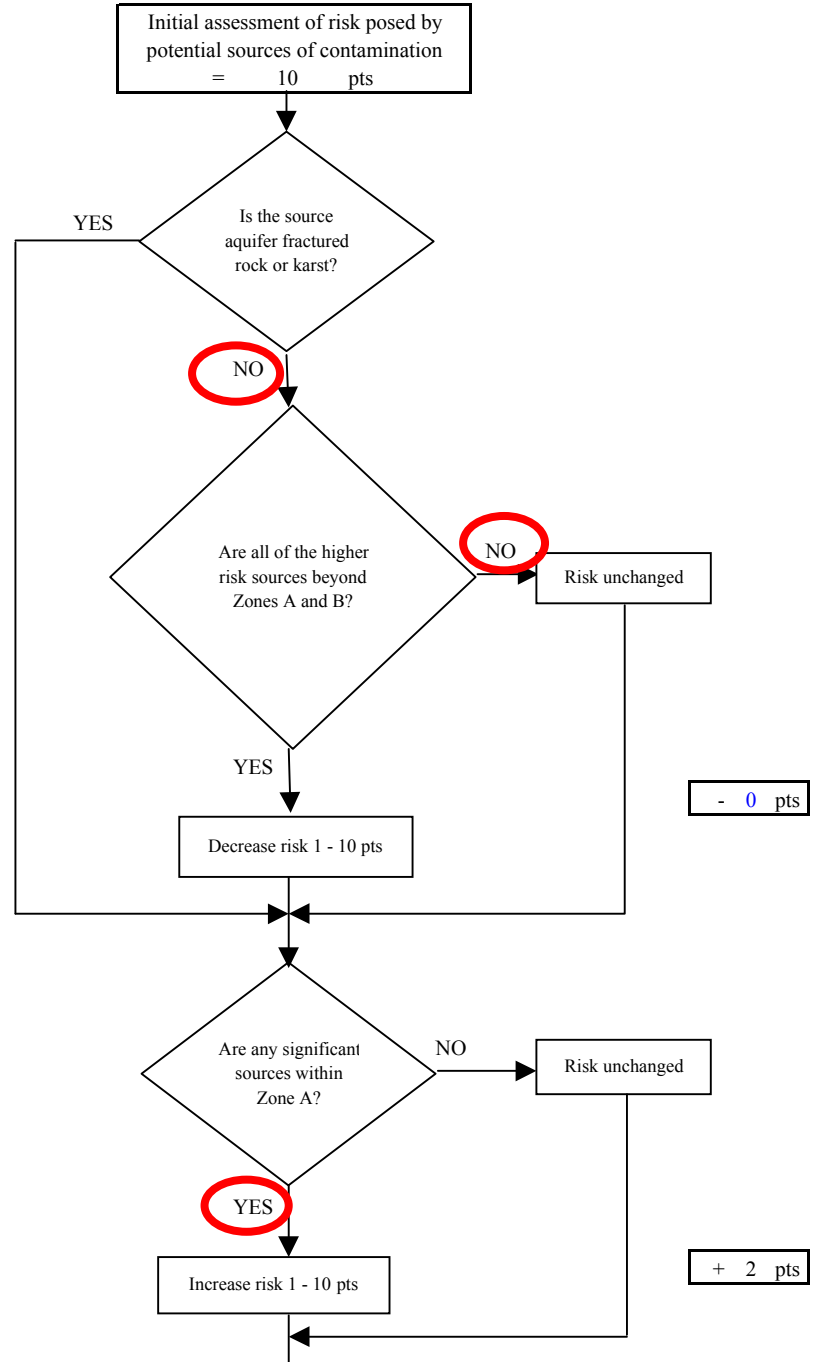 Initial assessment of risk posed by
potential sources of contamination
= 10 pts
YES
Is the source
aquifer fractured
rock or karst?
NO
Are all of the higher
risk sources beyond
Zones A and B?
NO
Risk unchanged
YES
- 0 pts
Decrease risk 1 - 10 pts
Are any significant
sources within
Zone A?
NO
Risk unchanged
YES
+ 2 pts
Increase risk 1 - 10 pts